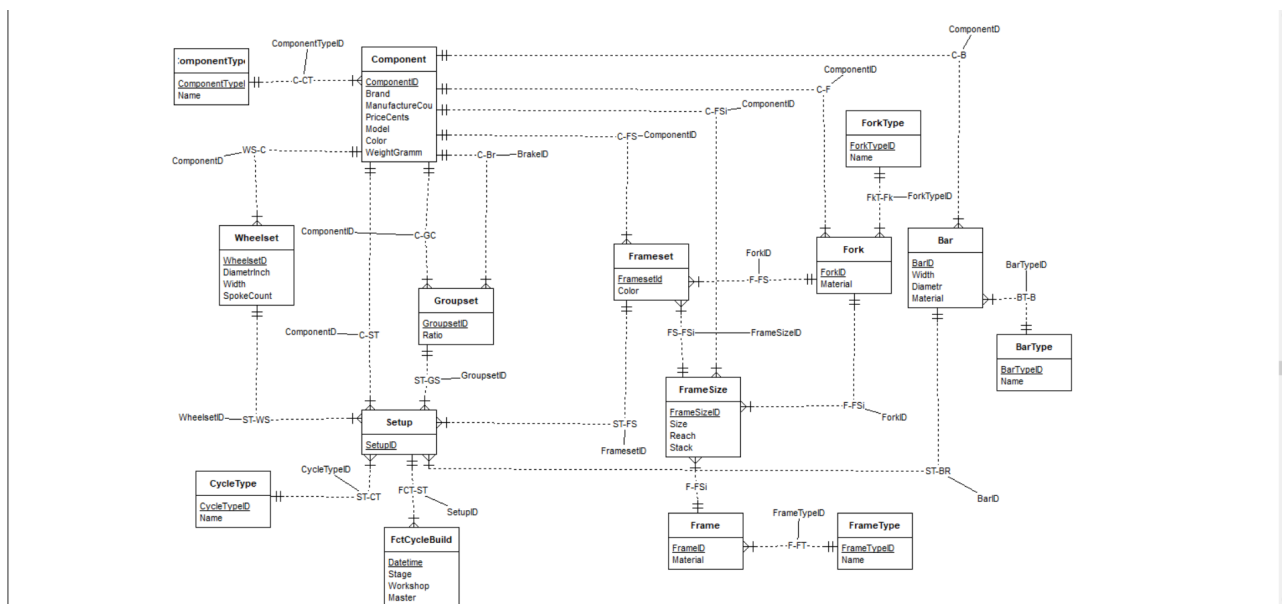 ComponentD
ComponentTypeID
Component
C-B
ComponentType
ComponentTypeI
Name
C-CT
ComponentID
Brand
ManufactureCou
PriceCents
Model
Color
WeightGramm
ComponentID
C-F
C-FSi
ComponentID
C-FS
ComponentID
ForkType
ForkTypeID
Name
WS-C
ComponentD
C-Br
BrakeID
FkT-Fk
ForkTypeID
ComponentID
C-GC
Wheelset
WheelsetD
DiametrInch
Width
SpokeCount
Frameset
FramesetId
Color
ForkID
F-FS
Fork
ForkID
Material
Bar
BarID
Width
Diametr
Material
BarTypeID
BT-B
Groupset
GroupsetID
Ratio
ComponentID
C-ST
FS-FSi
FrameSizeID
BarType
BarTypeID
Name
ST-GS
GroupsetID
FrameSize
FrameSizeID
Size
Reach
Stack
F-FSi
ForkID
WheelsetID
ST-WS
Setup
SetupID
ST-FS
FramsetID
CycleType
CycleTypeID
Name
CycleTypeID
ST-CT
FCT-ST
SetupID
ST-BR
BarID
F-FSi
FctCycleBuild
Datetime
Stage
Workshop
Master
Frame
FrameID
Material
FrameTypeID
F-FT
FrameType
FrameTypeID
Name